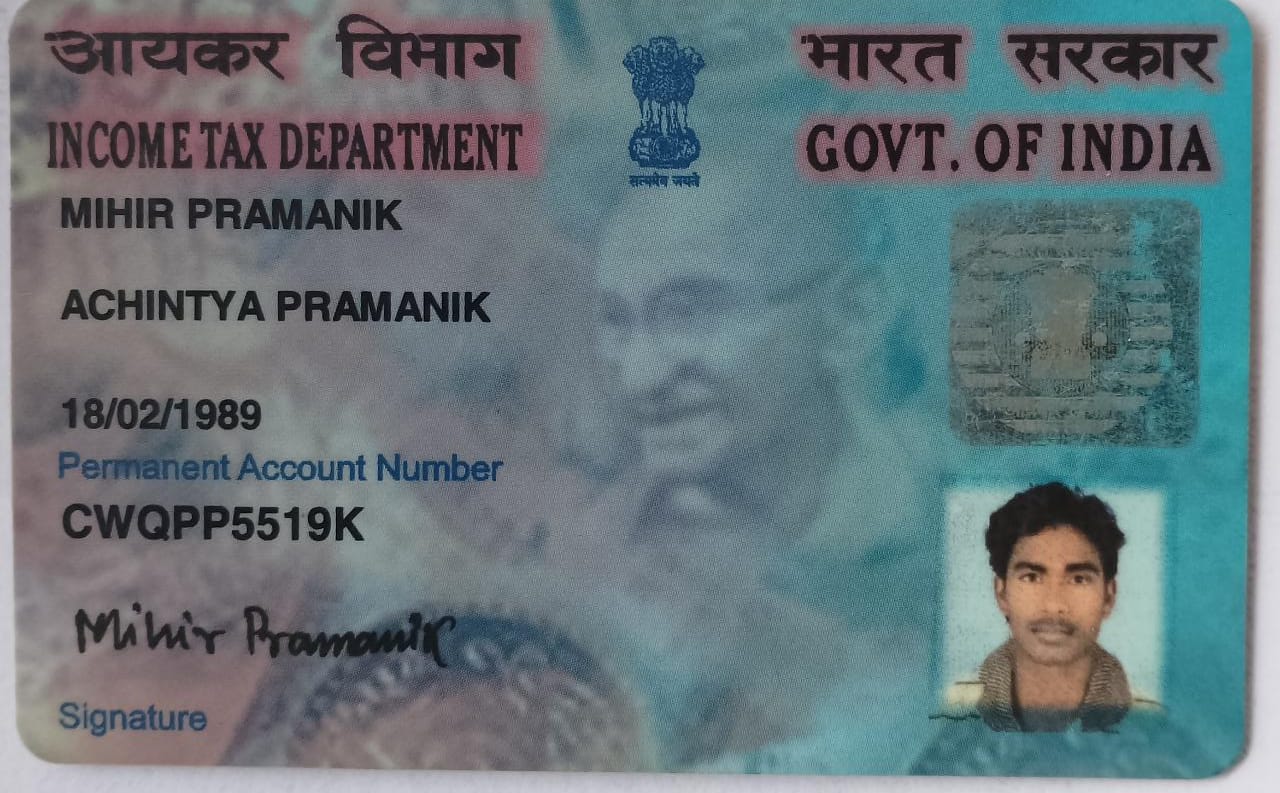 आयकर विभाग
INCOME TAX DEPARTMENT
भारत सरकार
GOVT. OF INDIA
सत्यमेव जयते
MIHIR PRAMANIK
ACHINTYA PRAMANIK
18/02/1989
Permanent Account Number
CWQPP5519K
Mihir Pramanik
Signature